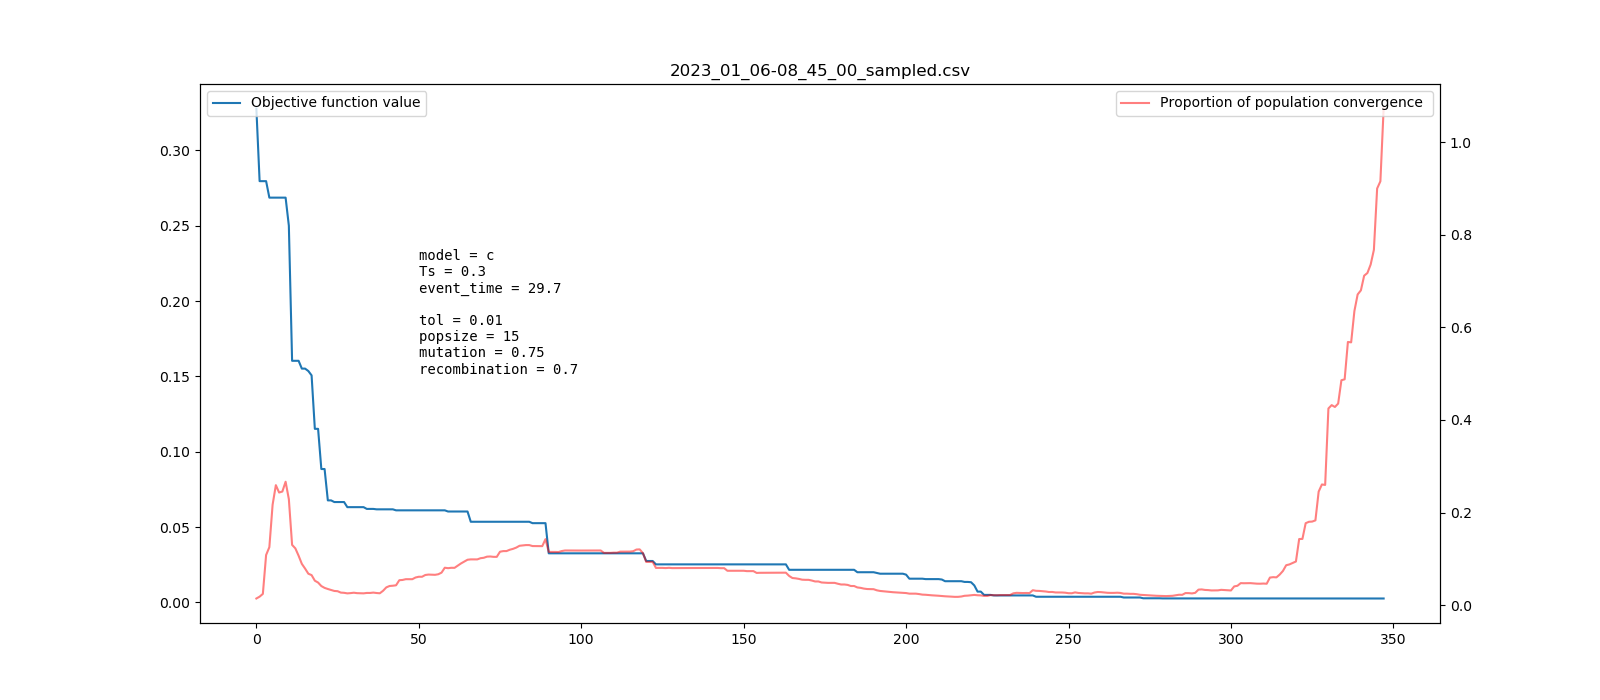 2023_01_06-08_45_00_sampled.csv
Objective function value
Proportion of population convergence
0.30
0.25
0.20
0.15
0.10
0.05
0.00
model = c
Ts = 0.3
event_time = 29.7
tol = 0.01
popsize = 15
mutation = 0.75
recombination = 0.7
1.0
0.8
0.6
0.4
0.2
0.0
0 50 100 150 200 250 300 350